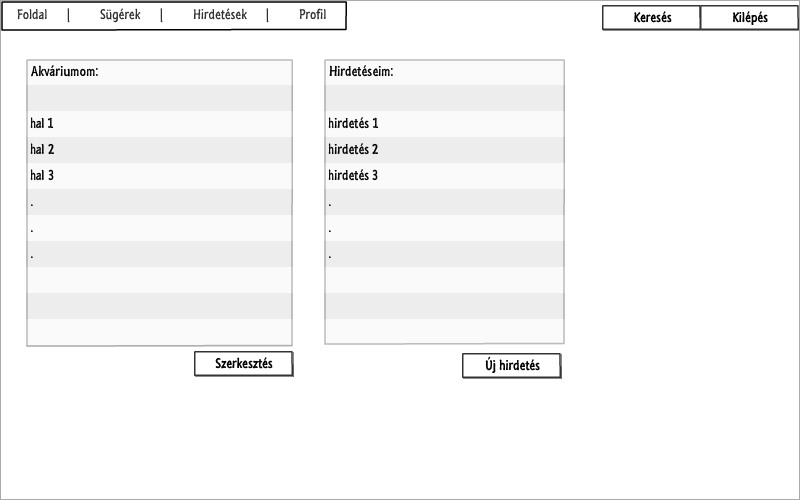 Foldal | Sügérek | Hirdetések | Profil
Keresés Kilépés
Akváriumom:
hal 1
hal 2
hal 3
.
.
.
Szerkesztés
Hirdetéseim:
hirdetés 1
hirdetés 2
hirdetés 3
.
.
.
Új hirdetés